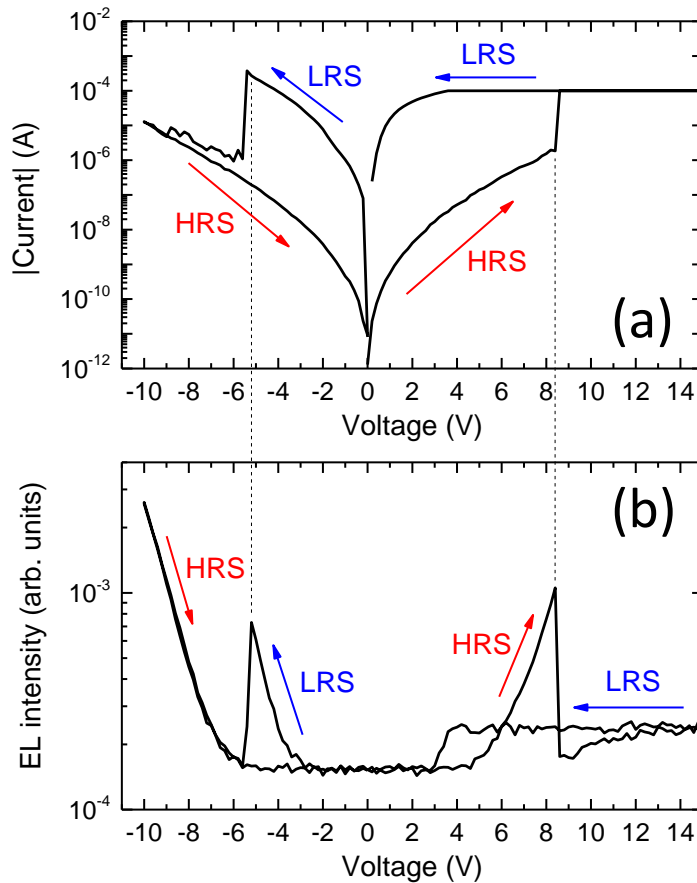 10⁻²
10⁻⁴
10⁻⁶
10⁻⁸
10⁻¹⁰
10⁻¹²
|Current| (A)
LRS
LRS
HRS
HRS
(a)
-10 -8 -6 -4 -2 0 2 4 6 8 10 12 14
Voltage (V)
(b)
10⁻³
10⁻⁴
EL intensity (arb. units)
HRS
LRS
HRS
LRS
-10 -8 -6 -4 -2 0 2 4 6 8 10 12 14
Voltage (V)